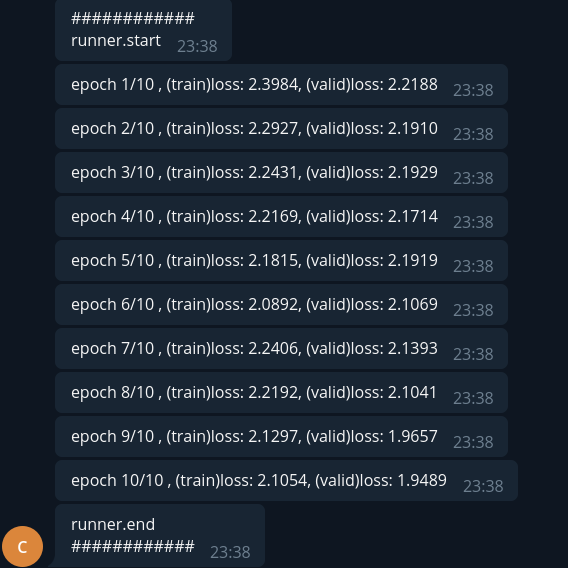 ############
runner.start 23:38
epoch 1/10 , (train)loss: 2.3984, (valid)loss: 2.2188 23:38
epoch 2/10 , (train)loss: 2.2927, (valid)loss: 2.1910 23:38
epoch 3/10 , (train)loss: 2.2431, (valid)loss: 2.1929 23:38
epoch 4/10 , (train)loss: 2.2169, (valid)loss: 2.1714 23:38
epoch 5/10 , (train)loss: 2.1815, (valid)loss: 2.1919 23:38
epoch 6/10 , (train)loss: 2.0892, (valid)loss: 2.1069 23:38
epoch 7/10 , (train)loss: 2.2406, (valid)loss: 2.1393 23:38
epoch 8/10 , (train)loss: 2.2192, (valid)loss: 2.1041 23:38
epoch 9/10 , (train)loss: 2.1297, (valid)loss: 1.9657 23:38
epoch 10/10 , (train)loss: 2.1054, (valid)loss: 1.9489 23:38
runner.end
############ 23:38
C